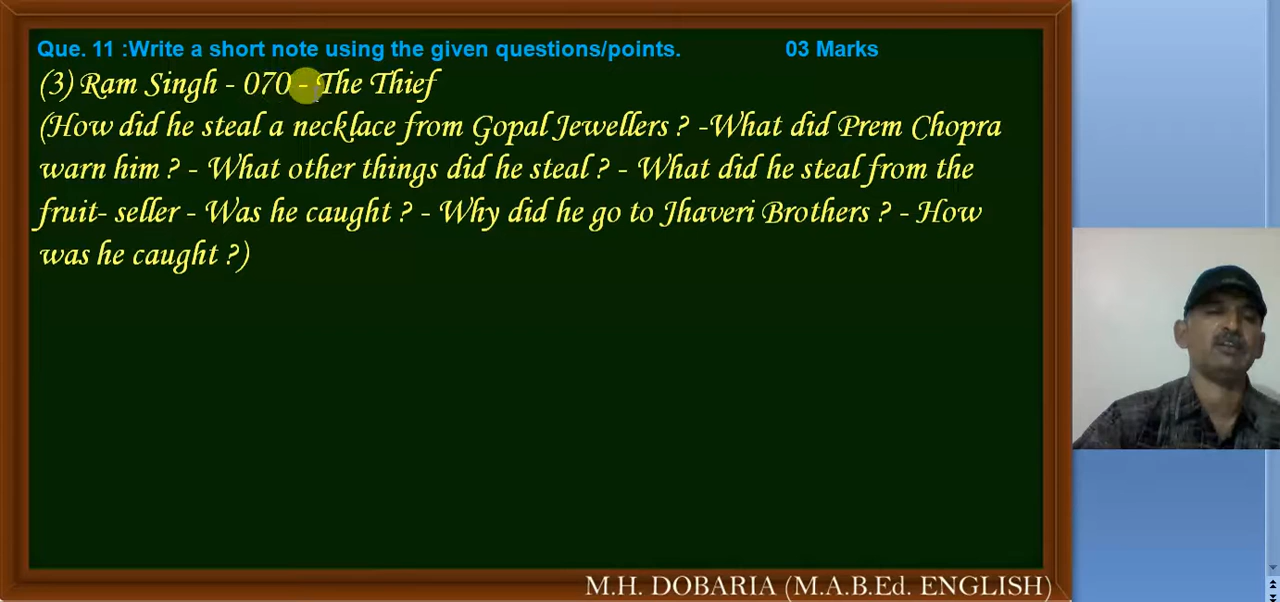 Que. 11 :Write a short note using the given questions/points. 03 Marks
(3) Ram Singh - 070 - The Thief
(How did he steal a necklace from Gopal Jewellers ? -What did Prem Chopra
warn him ? - What other things did he steal ? - What did he steal from the
fruit- seller - Was he caught ? - Why did he go to Jhaveri Brothers ? - How
was he caught ?)
M.H. DOBARIA (M.A.B.Ed. ENGLISH)